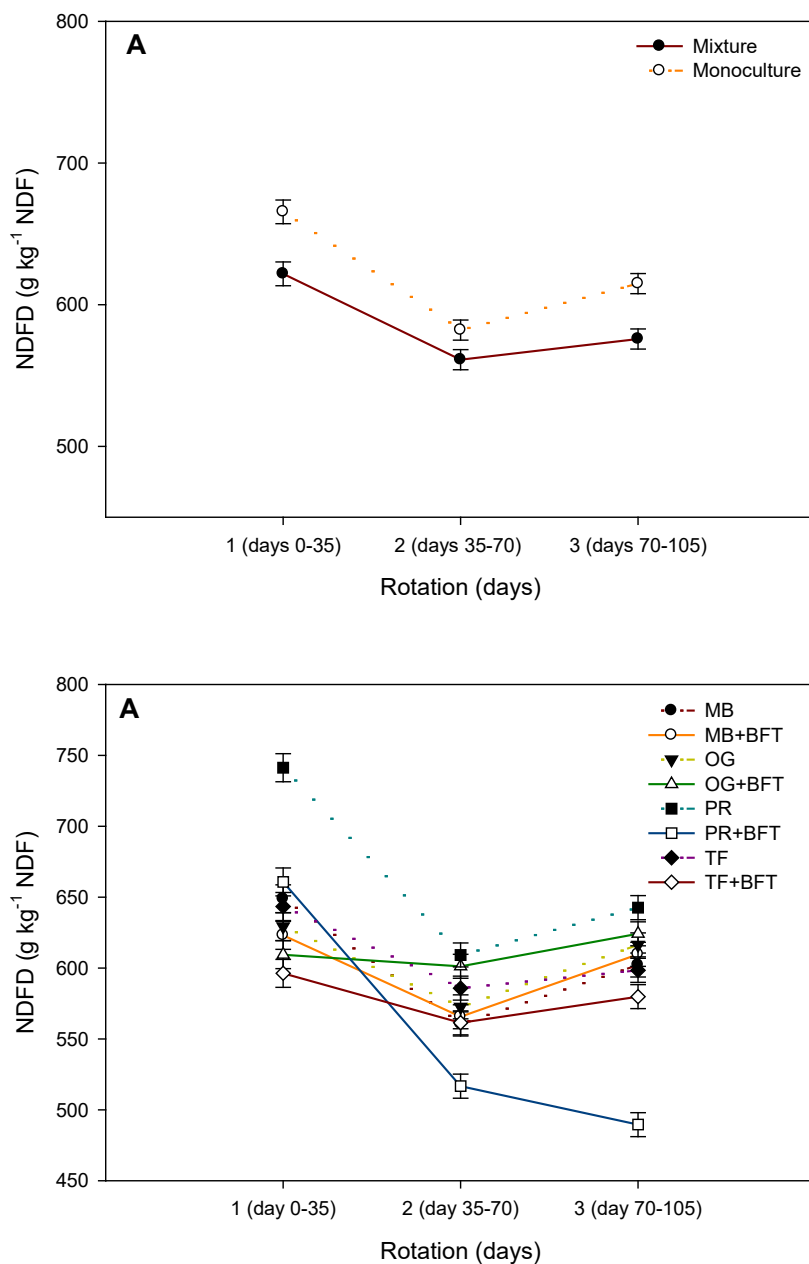 800
A
Mixture
Monoculture
700
600
500
NDFD (g kg⁻¹ NDF)
1 (days 0-35) 2 (days 35-70) 3 (days 70-105)
Rotation (days)
800
A
MB
MB+BFT
OG
OG+BFT
PR
PR+BFT
TF
TF+BFT
750
700
650
600
550
500
450
NDFD (g kg⁻¹ NDF)
1 (day 0-35) 2 (day 35-70) 3 (day 70-105)
Rotation (days)